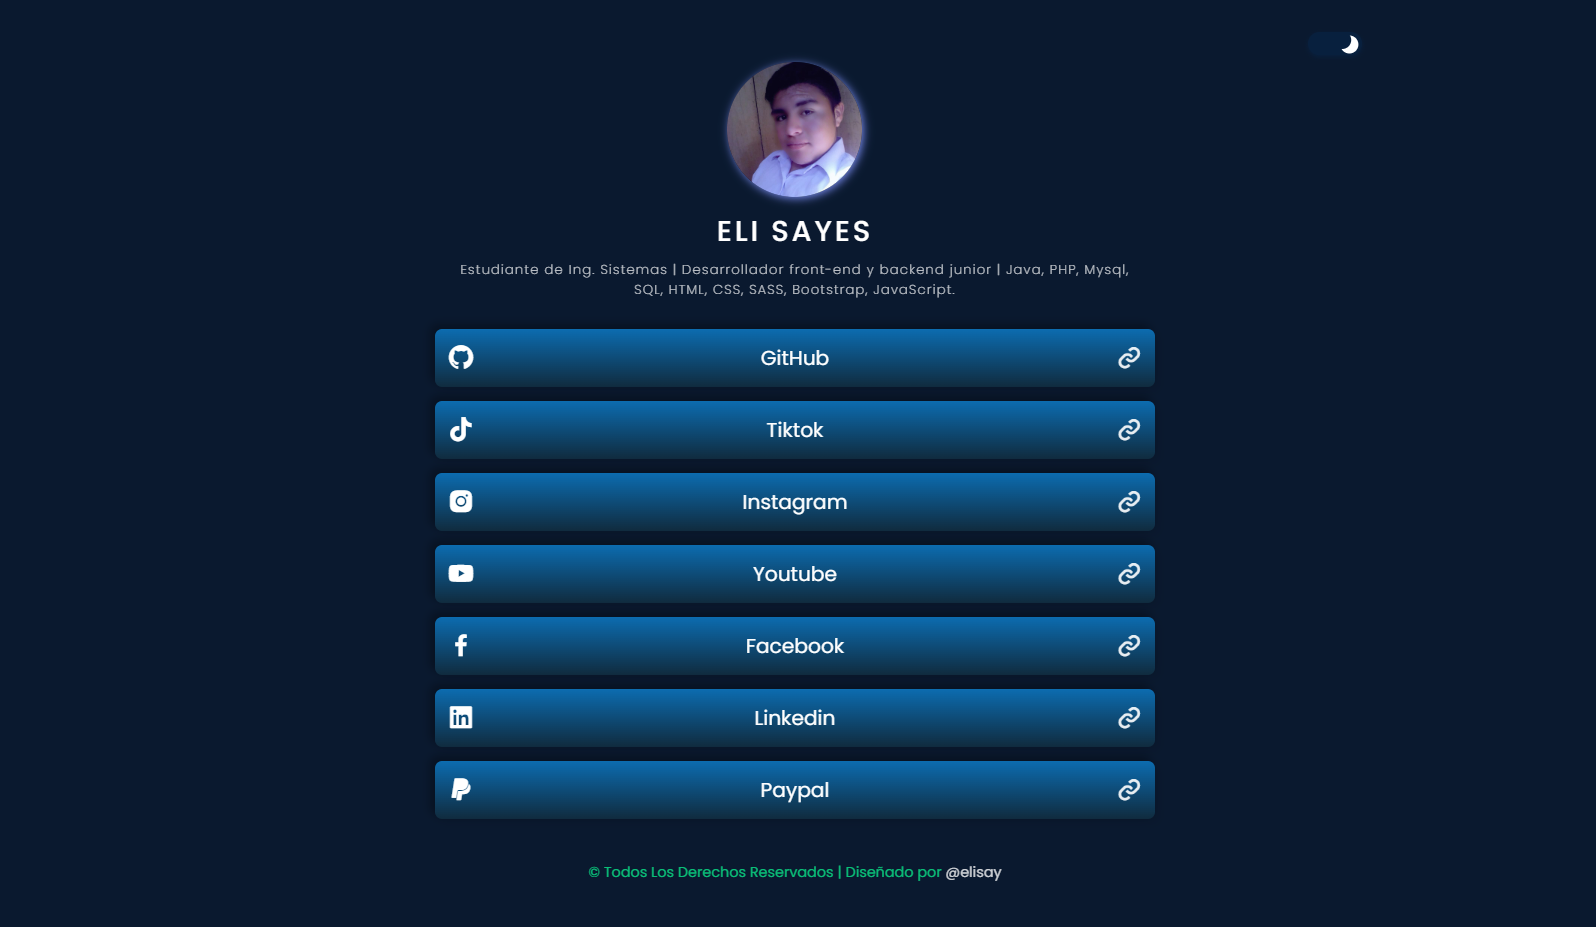 ELI SAYES
Estudiante de Ing. Sistemas | Desarrollador front-end y backend junior | Java, PHP, Mysql,
SQL, HTML, CSS, SASS, Bootstrap, JavaScript.
GitHub
Tiktok
Instagram
Youtube
Facebook
Linkedin
Paypal
© Todos Los Derechos Reservados | Diseñado por @elisay